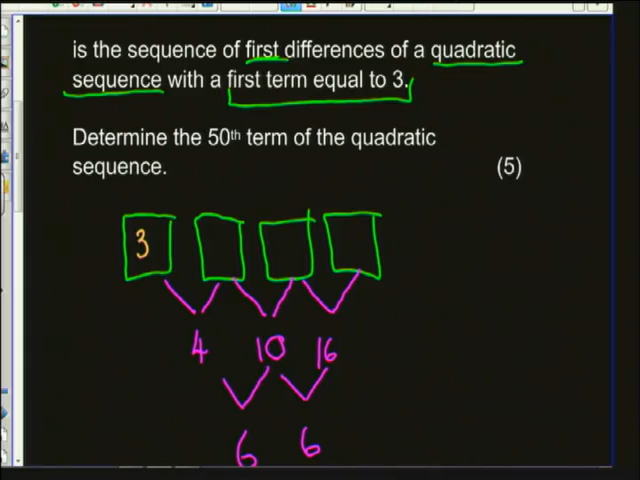 is the sequence of first differences of a quadratic
sequence with a first term equal to 3.
Determine the 50th term of the quadratic
sequence. (5)
3
4 10 16
6 6